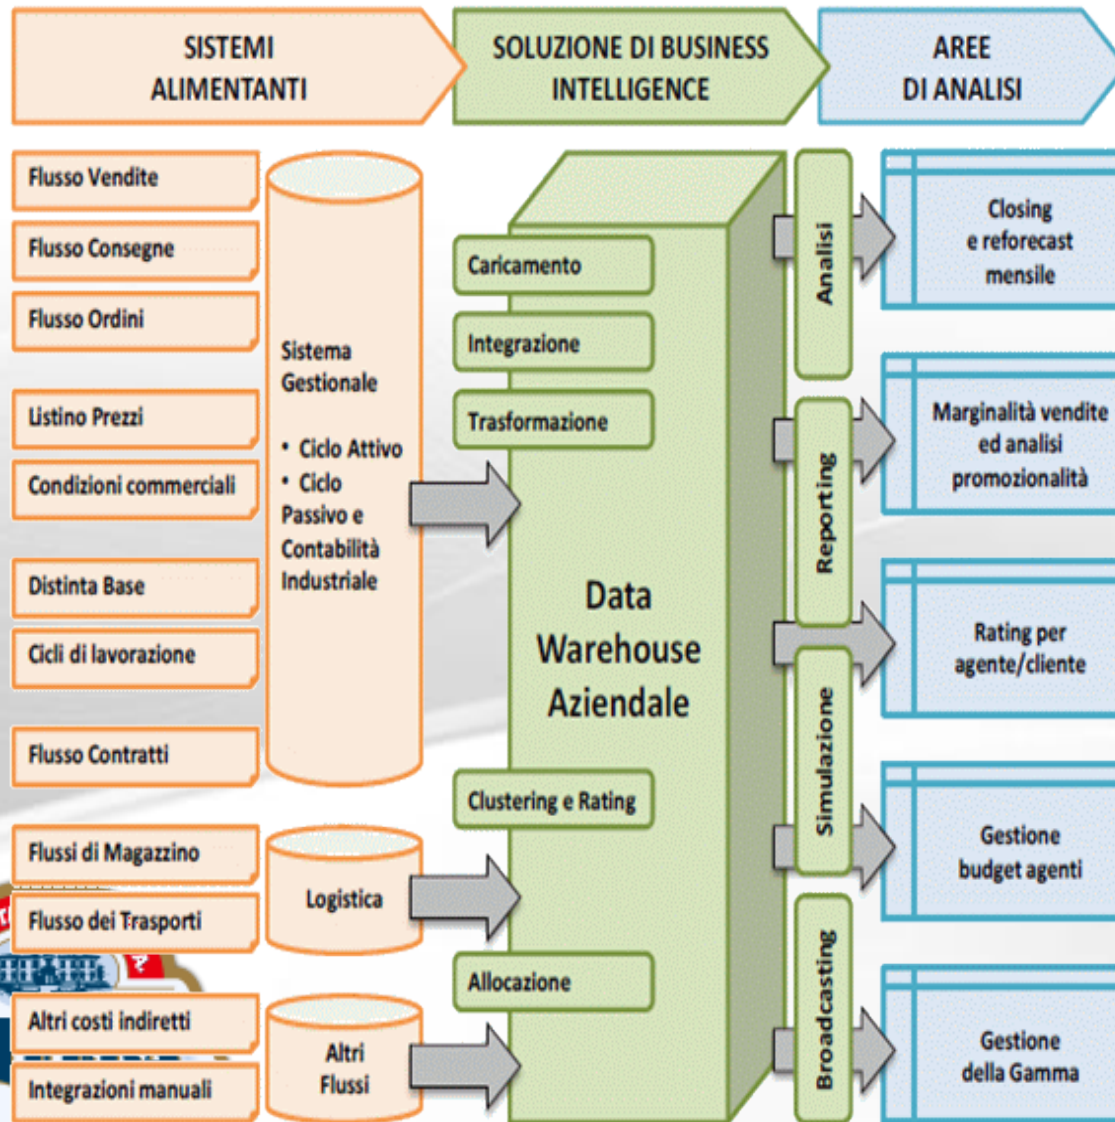 SISTEMI
ALIMENTANTI
SOLUZIONE DI BUSINESS
INTELLIGENCE
AREE
DI ANALISI
Flusso Vendite
Flusso Consegne
Flusso Ordini
Listino Prezzi
Condizioni commerciali
Distinta Base
Cicli di lavorazione
Flusso Contratti
Flussi di Magazzino
Flusso dei Trasporti
Altri costi indiretti
Integrazioni manuali
Sistema
Gestionale
• Ciclo Attivo
• Ciclo
Passivo e
Contabilità
Industriale
Logistica
Altri
Flussi
Caricamento
Integrazione
Trasformazione
Data
Warehouse
Aziendale
Clustering e Rating
Allocazione
Analisi
Reporting
Simulazione
Broadcasting
Closing
e reforecast
mensile
Marginalità vendite
ed analisi
promozionalità
Rating per
agente/cliente
Gestione
budget agenti
Gestione
della Gamma